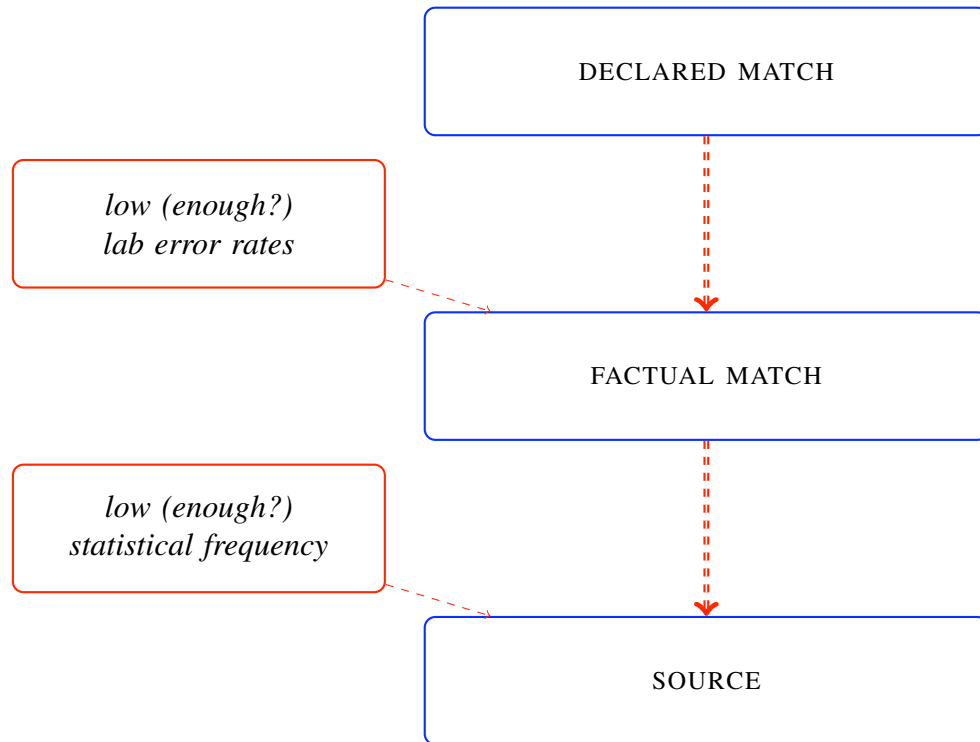 DECLARED MATCH
low (enough?)
lab error rates
FACTUAL MATCH
low (enough?)
statistical frequency
SOURCE